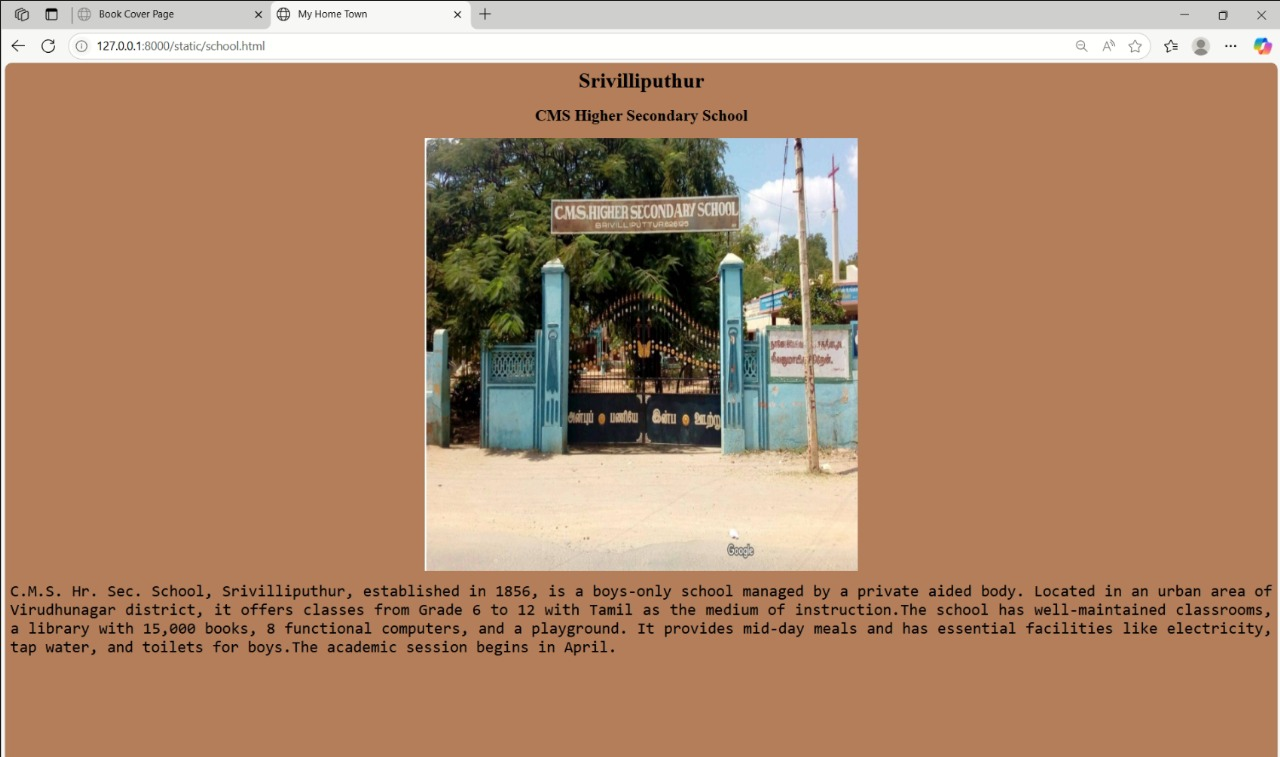 Book Cover Page
My Home Town
127.0.0.1:8000/static/school.html
Srivilliputhur
CMS Higher Secondary School
C.M.S. HIGHER SECONDARY SCHOOL
அன்புப் பணியே இன்ப ஊற்று
Google
C.M.S. Hr. Sec. School, Srivilliputhur, established in 1856, is a boys-only school managed by a private aided body. Located in an urban area of
Virudhunagar district, it offers classes from Grade 6 to 12 with Tamil as the medium of instruction.The school has well-maintained classrooms,
a library with 15,000 books, 8 functional computers, and a playground. It provides mid-day meals and has essential facilities like electricity,
tap water, and toilets for boys.The academic session begins in April.